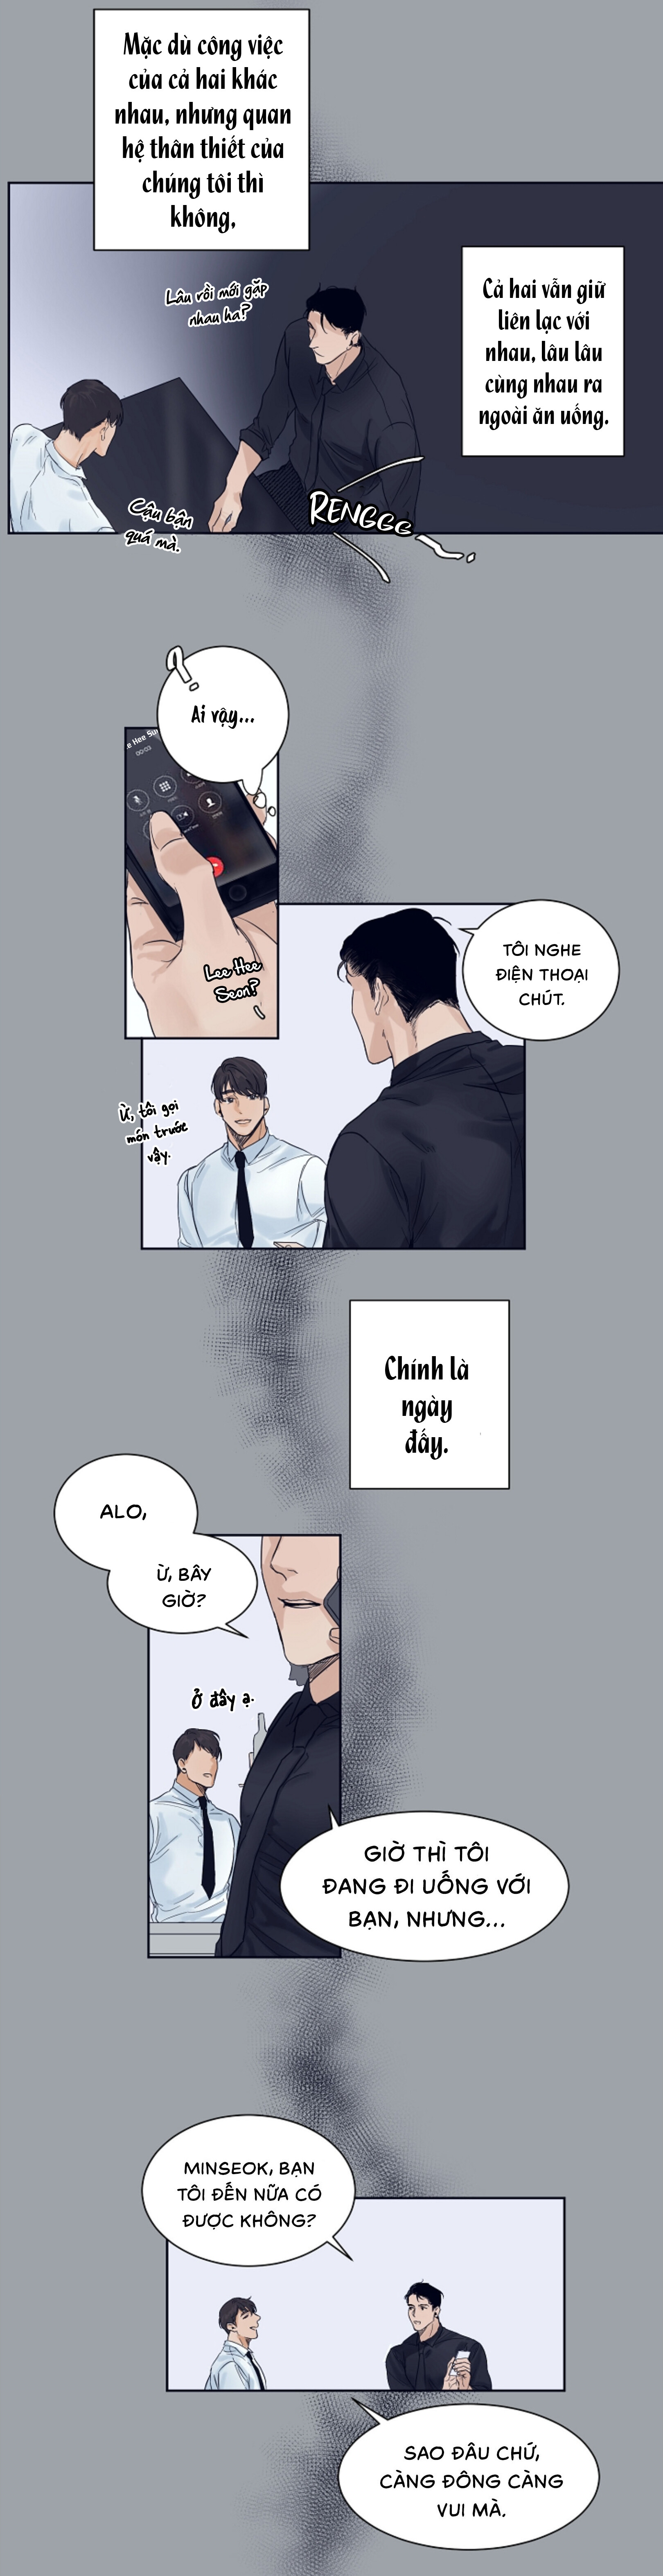 Mặc dù công việc
của cả hai khác
nhau, nhưng quan
hệ thân thiết của
chúng tôi thì
không,
Cả hai vẫn giữ
liên lạc với
nhau, lâu lâu
cùng nhau ra
ngoài ăn uống.
Lâu rồi mới gặp
nhau ha?
Cậu bận
quá mà.
RENGGG
Ai vậy...
00:03
Lee Hee
Seon?
TÔI NGHE
ĐIỆN THOẠI
CHÚT.
Ừ, tôi gọi
món trước
vậy.
Chính là
ngày
đấy.
ALO,
Ừ, BÂY
GIỜ?
Ở đây ạ.
GIỜ THÌ TÔI
ĐANG ĐI UỐNG VỚI
BẠN, NHƯNG...
MINSEOK, BẠN
TÔI ĐẾN NỮA CÓ
ĐƯỢC KHÔNG?
SAO ĐÂU CHỨ,
CÀNG ĐÔNG CÀNG
VUI MÀ.